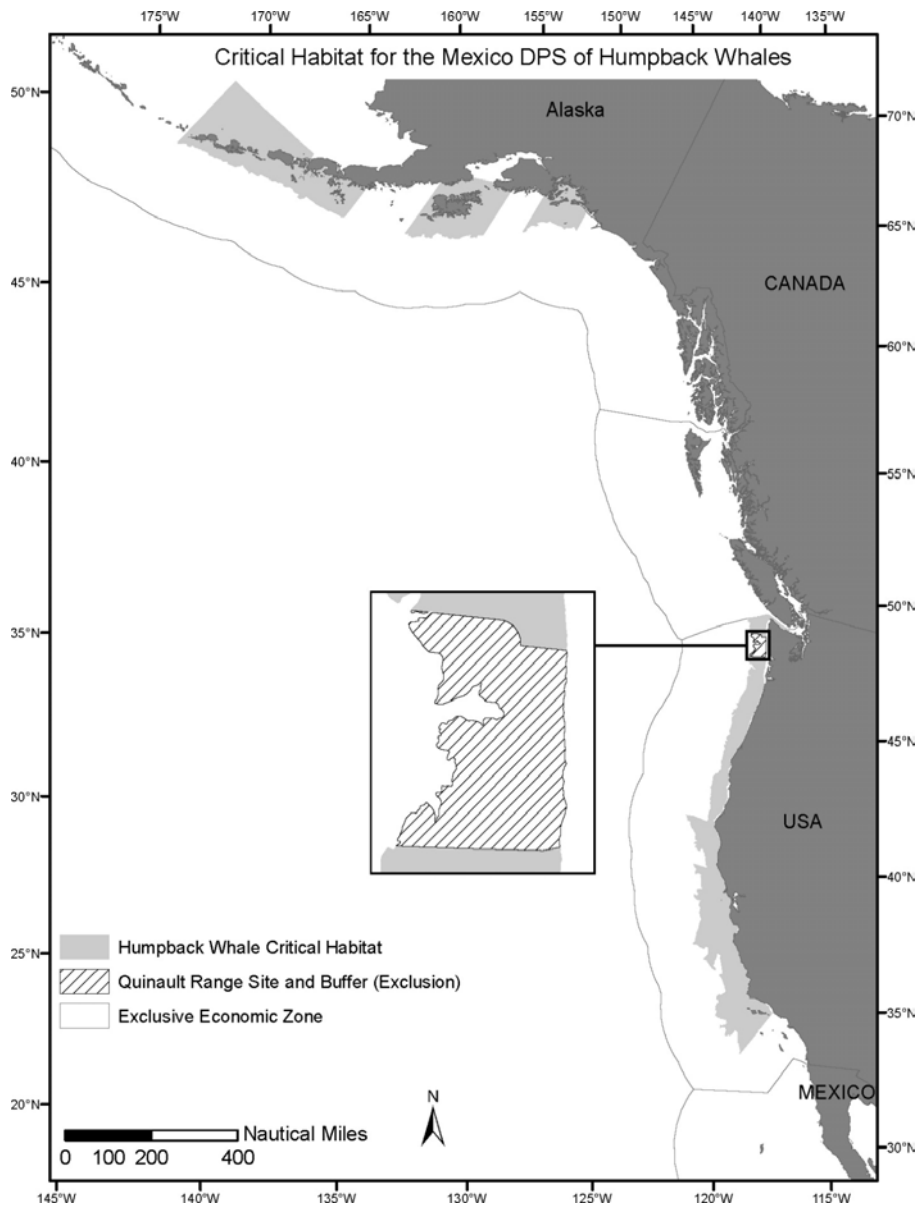 175°W 170°W 165°W 160°W 155°W 150°W 145°W 140°W 135°W
Critical Habitat for the Mexico DPS of Humpback Whales
50°N
Alaska
70°N
65°N
45°N
CANADA
60°N
40°N
55°N
50°N
35°N
45°N
30°N
USA
40°N
Humpback Whale Critical Habitat
25°N
Quinault Range Site and Buffer (Exclusion)
35°N
Exclusive Economic Zone
MEXICO
20°N
N
Nautical Miles
30°N
0 100 200 400
145°W 140°W 135°W 130°W 125°W 120°W 115°W